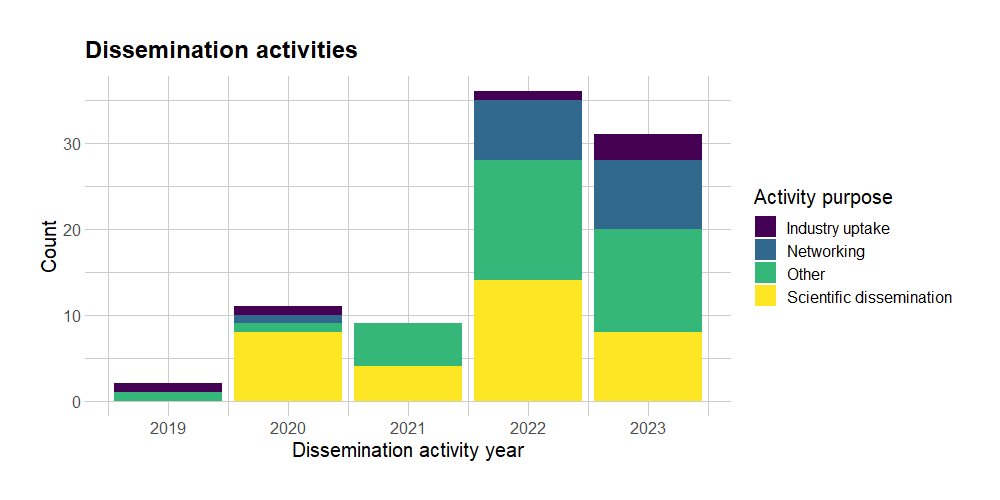 Dissemination activities
Count
30
20
10
0
2019 2020 2021 2022 2023
Dissemination activity year
Activity purpose
Industry uptake
Networking
Other
Scientific dissemination